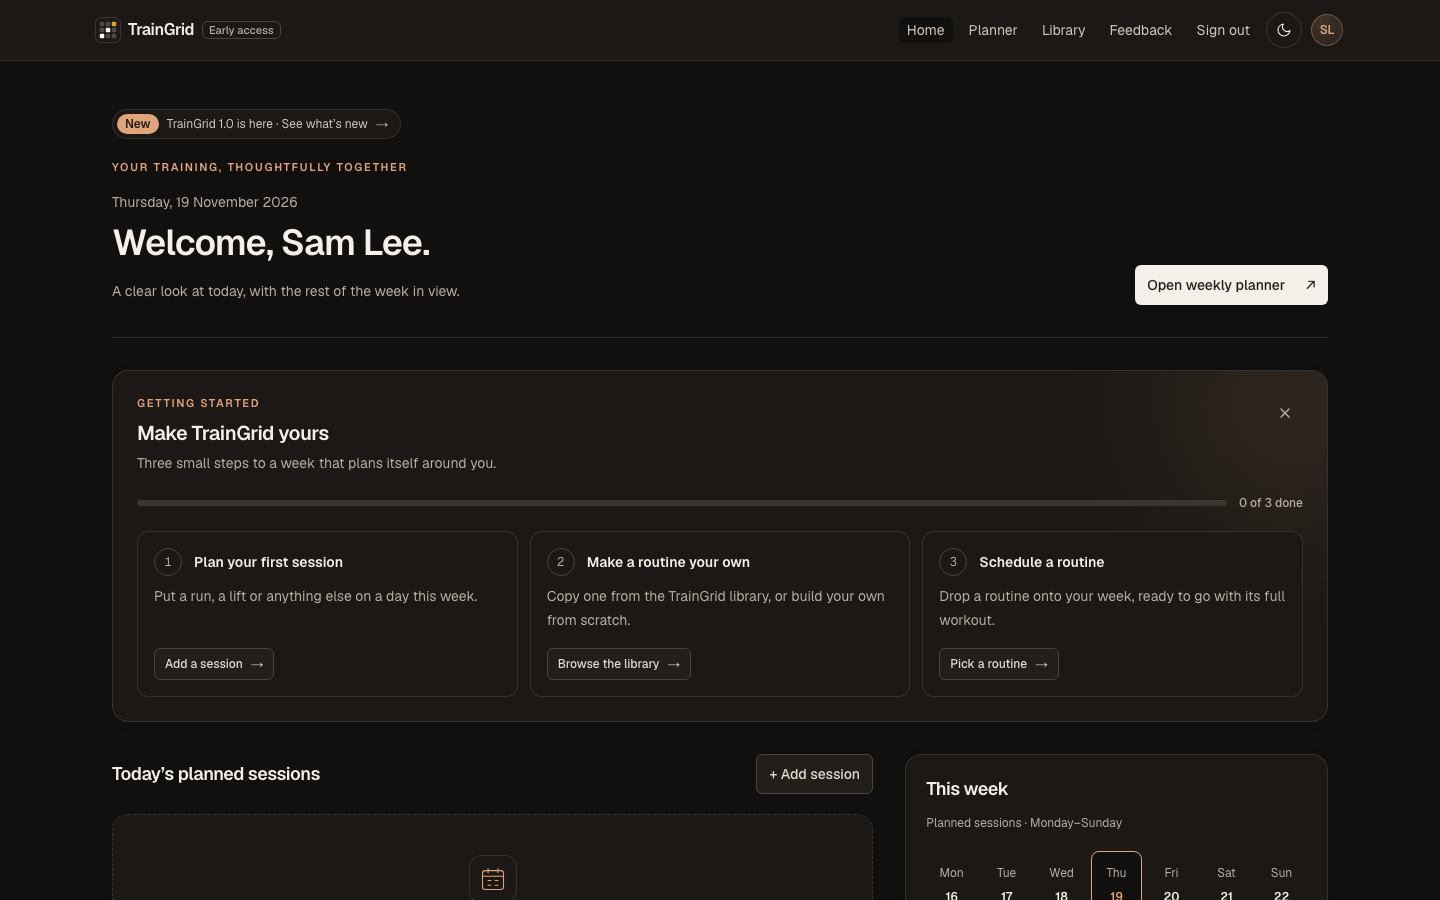 TrainGrid Early access
Home Planner Library Feedback Sign out SL
New TrainGrid 1.0 is here · See what’s new →
YOUR TRAINING, THOUGHTFULLY TOGETHER
Thursday, 19 November 2026
Welcome, Sam Lee.
A clear look at today, with the rest of the week in view.
Open weekly planner ↗
GETTING STARTED
Make TrainGrid yours
Three small steps to a week that plans itself around you.
0 of 3 done
1 Plan your first session
Put a run, a lift or anything else on a day this week.
Add a session →
2 Make a routine your own
Copy one from the TrainGrid library, or build your own
from scratch.
Browse the library →
3 Schedule a routine
Drop a routine onto your week, ready to go with its full
workout.
Pick a routine →
Today’s planned sessions
+ Add session
This week
Planned sessions · Monday–Sunday
Mon Tue Wed Thu Fri Sat Sun
16 17 18 19 20 21 22